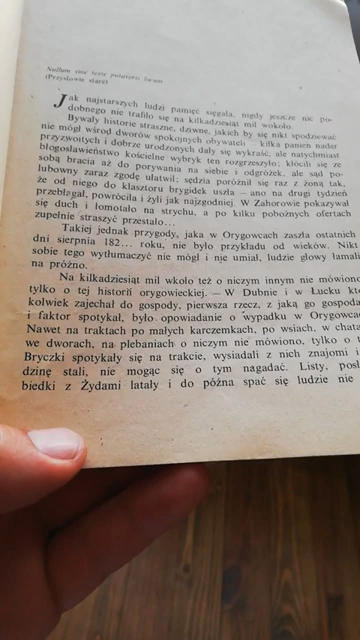 Nullum sine teste putaveris locum
(Przysłowie stare)
Jak najstarszych ludzi pamięć sięgała, nigdy jeszcze nic po-
dobnego nie trafiło się na kilkadziesiąt mil wokoło.
Bywały historie straszne, dziwne, jakich by się nikt spodziewać
nie mógł wśród dworów spokojnych obywateli – kilka panien nader
przyzwoitych i dobrze urodzonych dały się wykraść, ale natychmiast
błogosławieństwo kościelne wybryk ten rozgrzeszyło; kłócili się ze
sobą bracia aż do porywania na siebie i odgróżek, ale sąd po-
lubowny zaraz zgodę ułatwił; sędzia poróżnił się raz z żoną tak,
że od niego do klasztoru brygidek uszła – ano na drugi tydzień
przebłagał, powróciła i żyli jak najzgodniej. W Zahorowie pokazywał
się duch i łomotało na strychu, a po kilku pobożnych ofertach
zupełnie straszyć przestało...
Takiej jednak przygody, jaka w Orygowcach zaszła ostatnich
dni sierpnia 182... roku, nie było przykładu od wieków. Nikt
sobie tego wytłumaczyć nie mógł i nie umiał, ludzie głowy łamali
na próżno.
Na kilkadziesiąt mil wkoło też o niczym innym nie mówiono
tylko o tej historii orygowieckiej. – W Dubnie i w Łucku kto
kolwiek zajechał do gospody, pierwsza rzecz, z jaką go gospoda
i faktor spotykał, było opowiadanie o wypadku w Orygowcac
Nawet na traktach po małych karczemkach, po wsiach, w chata
we dworach, na plebaniach o niczym nie mówiono, tylko o t
Bryczki spotykały się na trakcie, wysiadali z nich znajomi i
dzinę stali, nie mogąc się o tym nagadać. Listy, posł
biedki z Żydami latały i do późna spać się ludzie nie